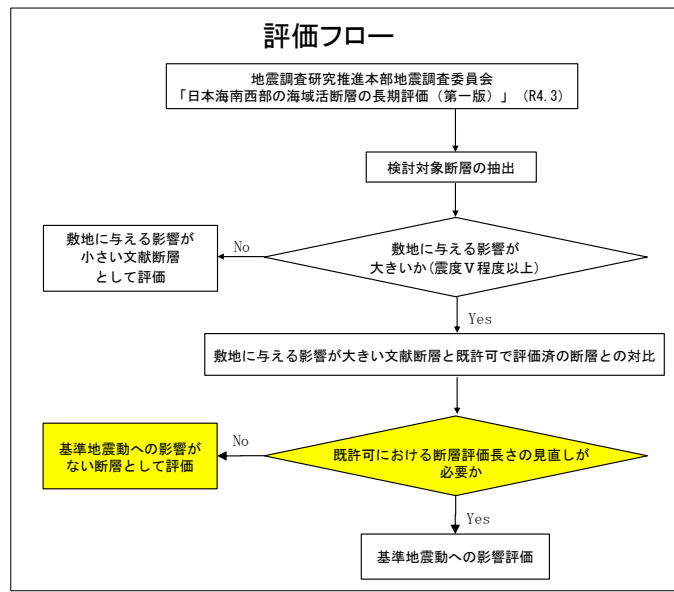 評価フロー
地震調査研究推進本部地震調査委員会
「日本海南西部の海域活断層の長期評価（第一版）」（R4.3）
検討対象断層の抽出
敷地に与える影響が
大きいか(震度Ⅴ程度以上)
No
敷地に与える影響が
小さい文献断層
として評価
Yes
敷地に与える影響が大きい文献断層と既許可で評価済の断層との対比
既許可における断層評価長さの見直しが
必要か
No
基準地震動への影響が
ない断層として評価
Yes
基準地震動への影響評価